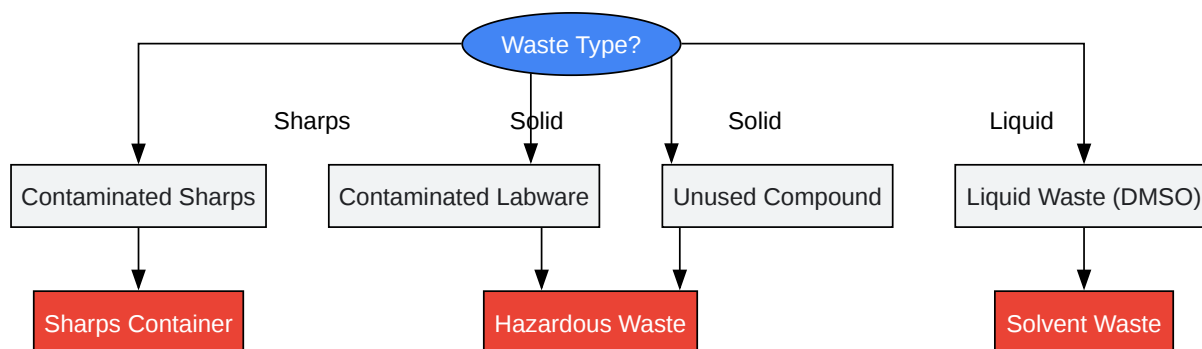 Waste Type?
Sharps
Solid
Solid
Liquid
Contaminated Sharps
Contaminated Labware
Unused Compound
Liquid Waste (DMSO)
Sharps Container
Hazardous Waste
Solvent Waste